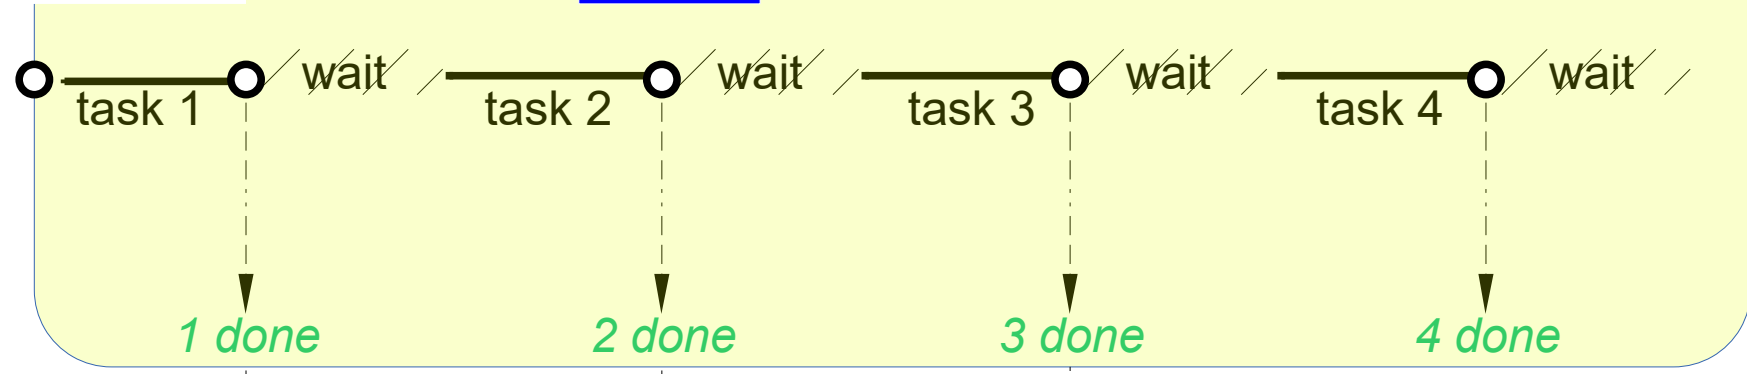 wait wait wait wait
task 1 task 2 task 3 task 4
1 done 2 done 3 done 4 done